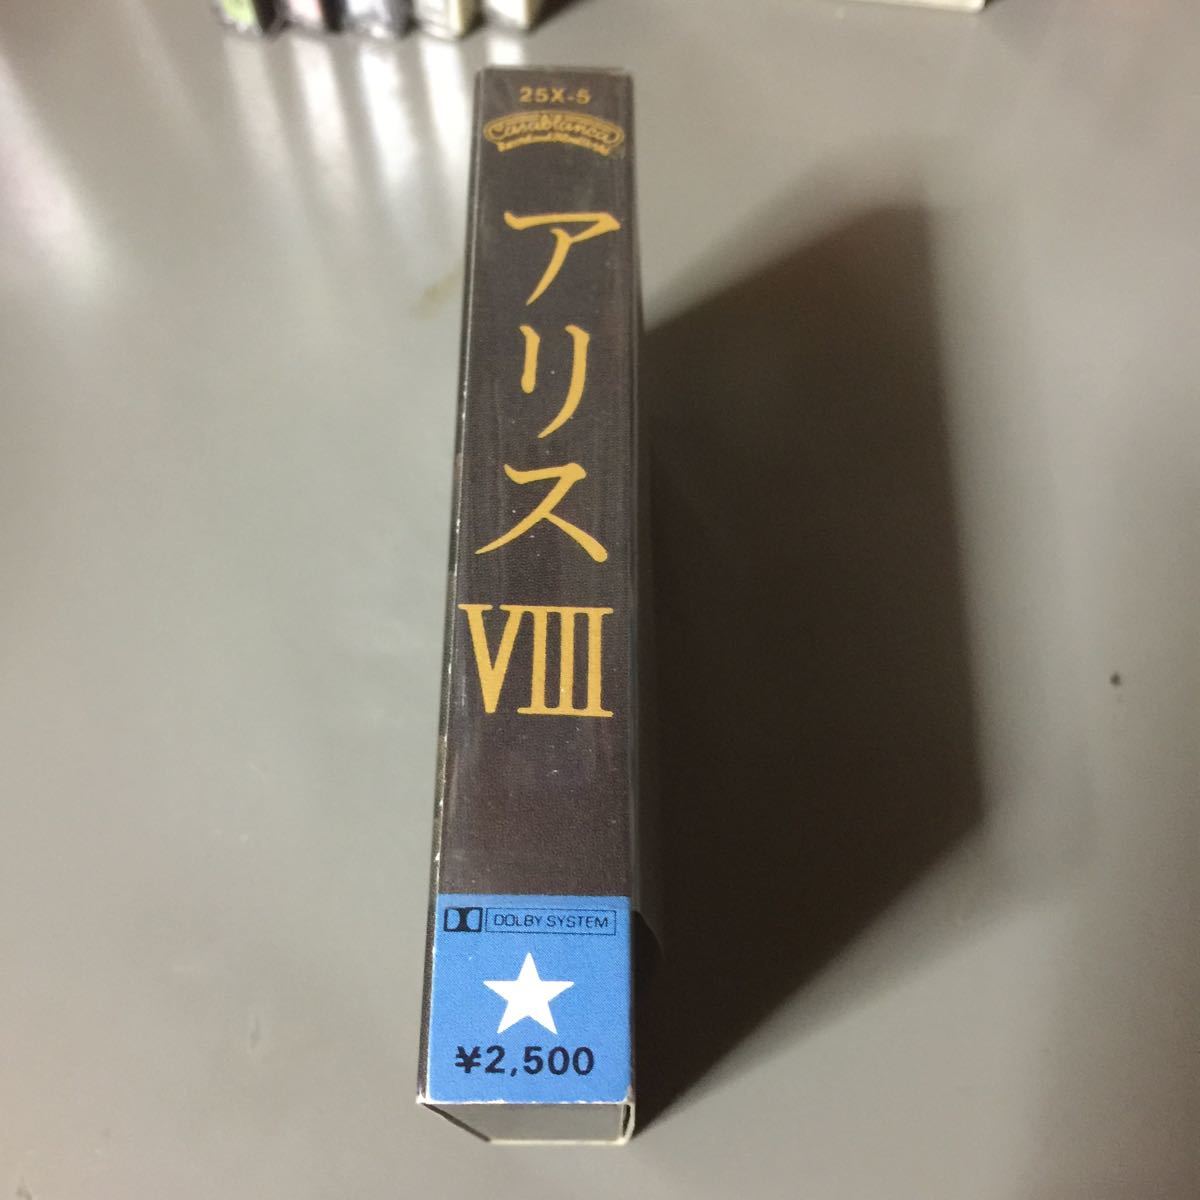 25X-5
Casablanca
アリス
VIII
DOLBY SYSTEM
¥2,500